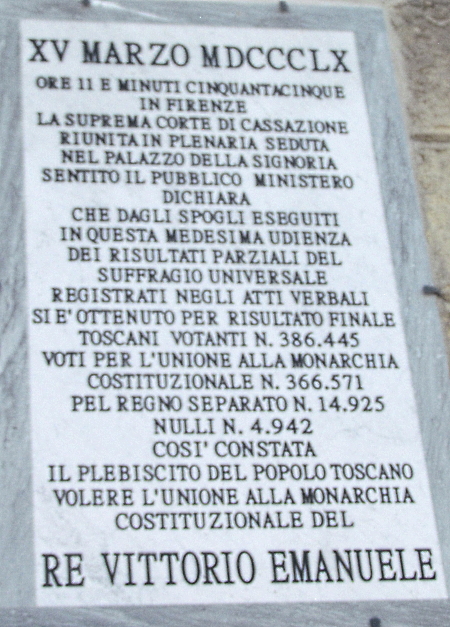 XV MARZO MDCCCLX
ORE 11 E MINUTI CINQUANTACINQUE
IN FIRENZE
LA SUPREMA CORTE DI CASSAZIONE
RIUNITA IN PLENARIA SEDUTA
NEL PALAZZO DELLA SIGNORIA
SENTITO IL PUBBLICO MINISTERO
DICHIARA
CHE DAGLI SPOGLI ESEGUITI
IN QUESTA MEDESIMA UDIENZA
DEI RISULTATI PARZIALI DEL
SUFFRAGIO UNIVERSALE
REGISTRATI NEGLI ATTI VERBALI
SI E' OTTENUTO PER RISULTATO FINALE
TOSCANI VOTANTI N. 386.445
VOTI PER L'UNIONE ALLA MONARCHIA
COSTITUZIONALE N. 366.571
PEL REGNO SEPARATO N. 14.925
NULLI N. 4.942
COSI' CONSTATA
IL PLEBISCITO DEL POPOLO TOSCANO
VOLERE L'UNIONE ALLA MONARCHIA
COSTITUZIONALE DEL
RE VITTORIO EMANUELE